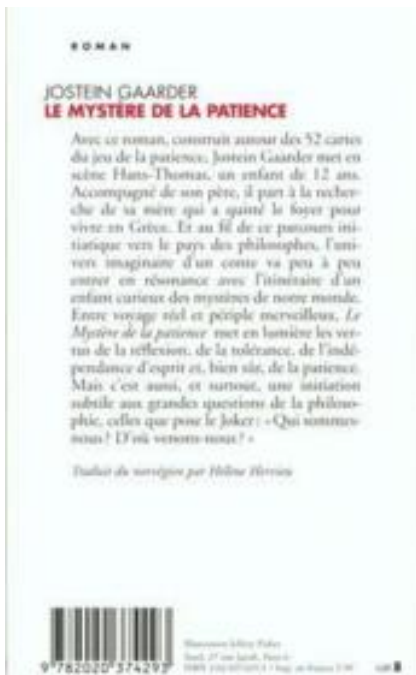 ROMAN
JOSTEIN GAARDER
LE MYSTÈRE DE LA PATIENCE
Avec ce roman, construit autour des 52 cartes
du jeu de la patience, Jostein Gaarder met en
scène Hans-Thomas, un enfant de 12 ans.
Accompagné de son père, il part à la recher-
che de sa mère qui a quitté le foyer pour
vivre en Grèce. Et au fil de ce parcours ini-
tiatique vers le pays des philosophes, l'uni-
vers imaginaire d'un conte va peu à peu
entrer en résonance avec l'itinéraire d'un
enfant curieux des mystères de notre monde.
Entre voyage réel et périple merveilleux, Le
Mystère de la patience met en lumière les ver-
tus de la réflexion, de la tolérance, de l'indé-
pendance d'esprit et, bien sûr, de la patience.
Mais c'est aussi, et surtout, une initiation
subtile aux grandes questions de la philoso-
phie, celles que pose le Joker : « Qui sommes-
nous ? D'où venons-nous ? »
Traduit du norvégien par Hélène Hervieu
Seuil, 27 rue Jacob, Paris 6
9 782020 374293